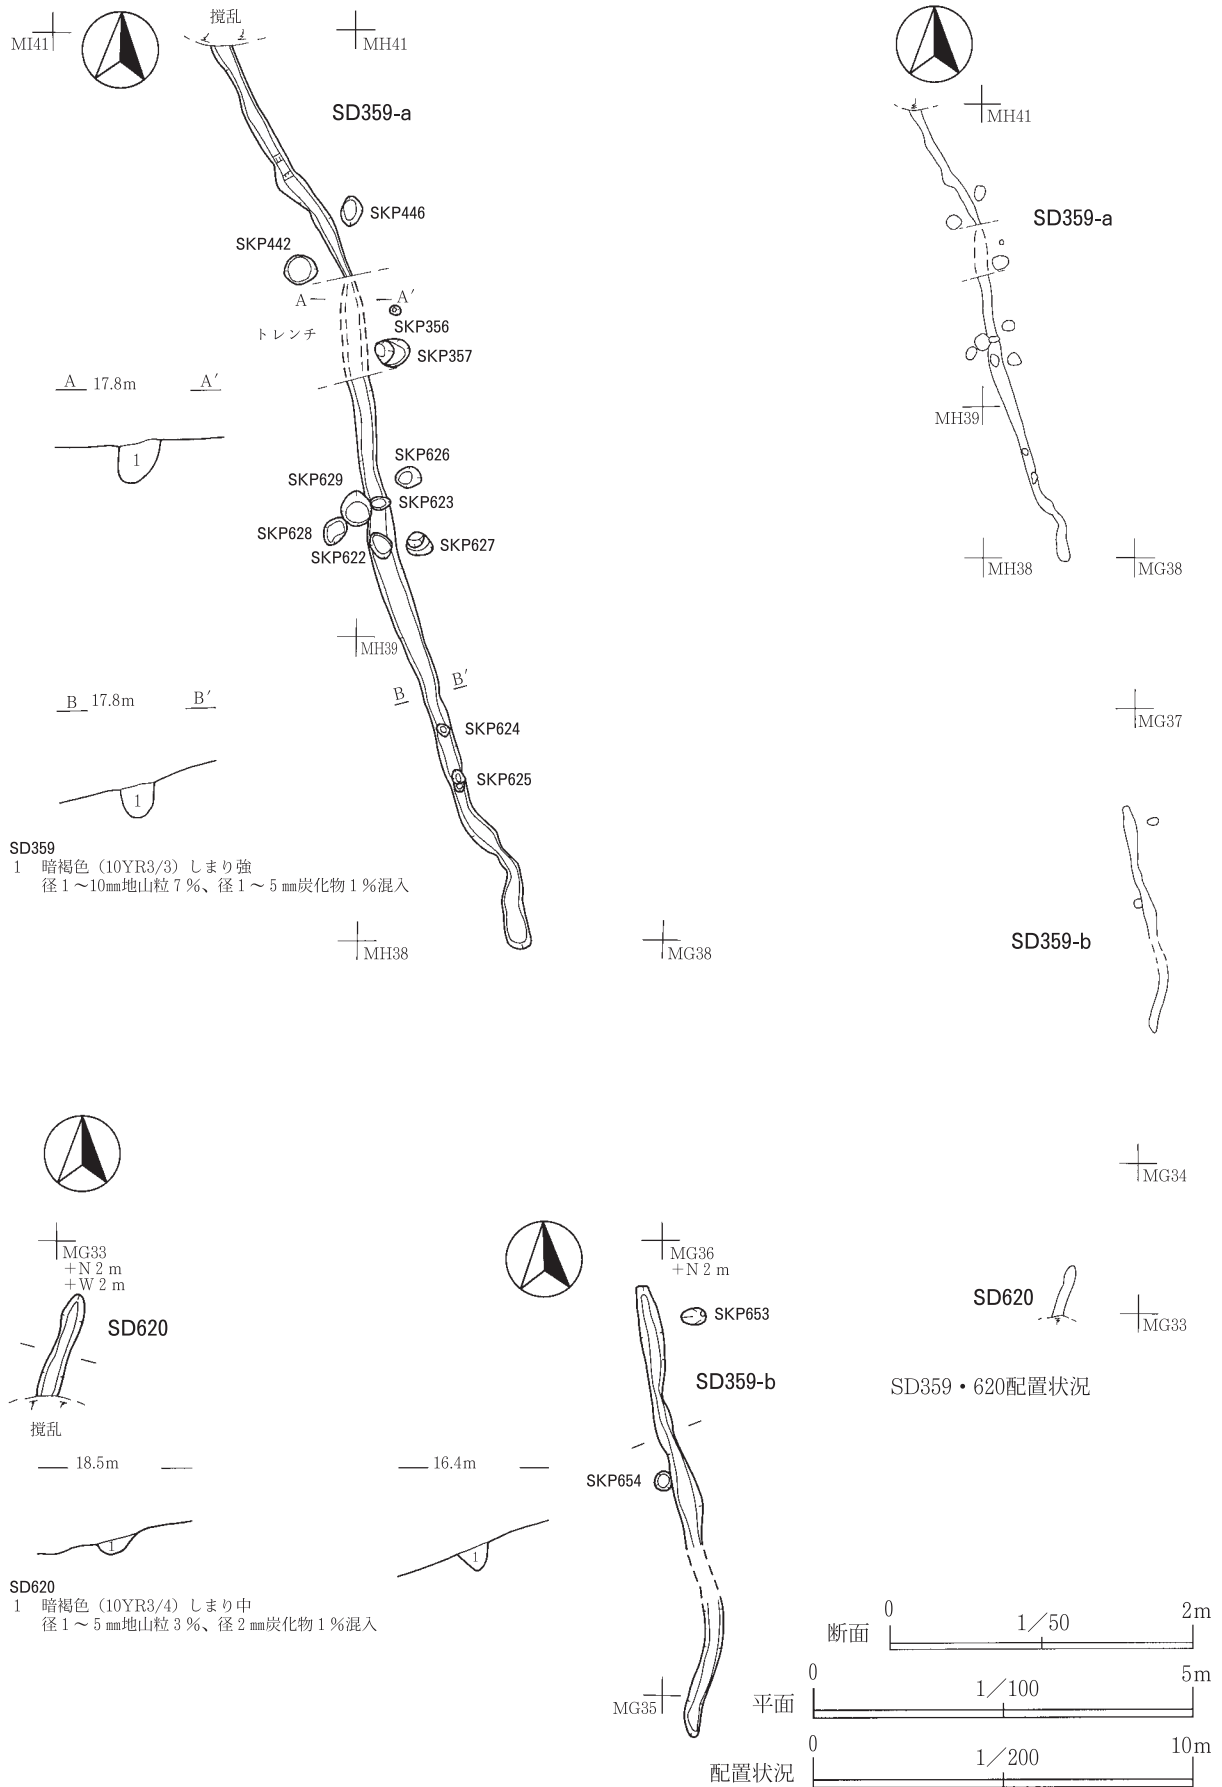 撹乱
MI41
MH41
SD359-a
SKP446
SKP442
A
A′
トレンチ
SKP356
SKP357
A 17.8m A′
1
SKP626
SKP629
SKP623
SKP628
SKP622
SKP627
MH39
B
B′
B 17.8m B′
SKP624
SKP625
1
SD359
1 暗褐色（10YR3/3）しまり強
径1～10㎜地山粒7％、径1～5㎜炭化物1％混入
MH38
MG38
MH41
SD359-a
MH39
MH38
MG38
MG37
SD359-b
MG34
SD620
MG33
SD359・620配置状況
MG33
+N 2 m
+W 2 m
SD620
撹乱
18.5m
1
SD620
1 暗褐色（10YR3/4）しまり中
径1～5㎜地山粒3％、径2㎜炭化物1％混入
MG36
+N 2 m
SKP653
SD359-b
16.4m
SKP654
1
MG35
断面 0 1／50 2m
平面 0 1／100 5m
配置状況 0 1／200 10m